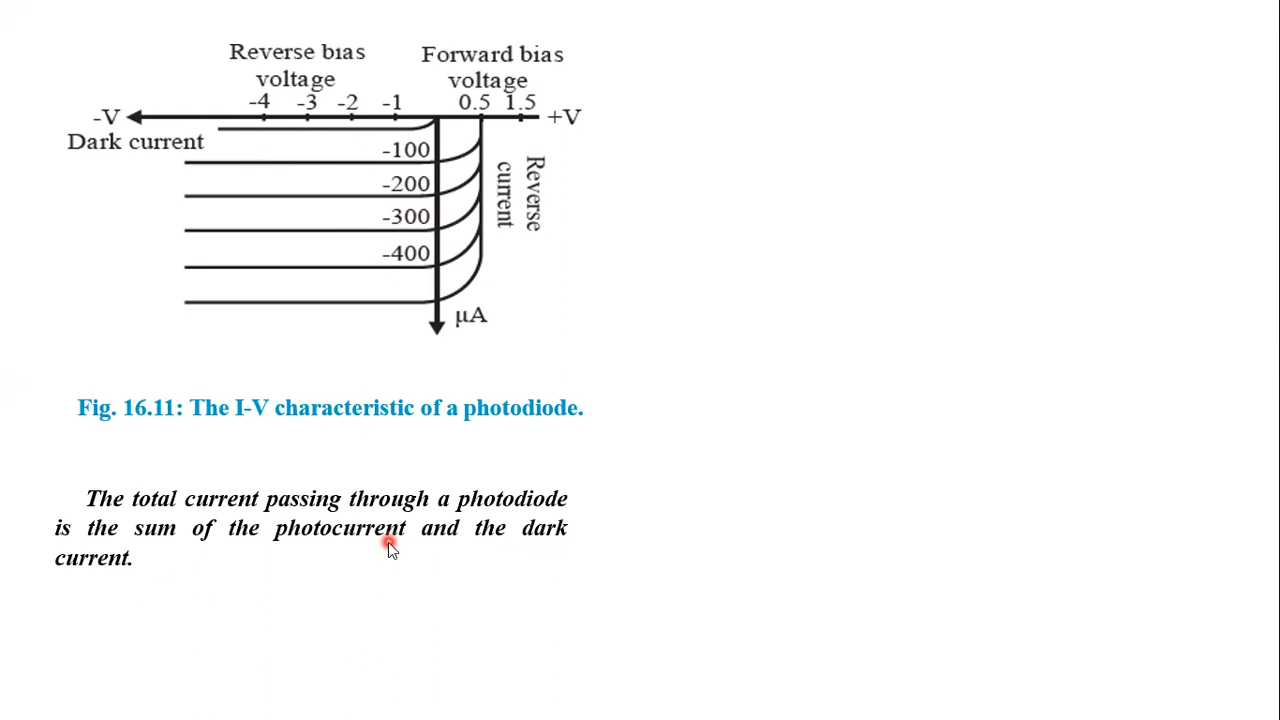 Reverse bias voltage
Forward bias voltage
-4 -3 -2 -1 0.5 1.5
-V +V
Dark current
-100
-200
-300
-400
Reverse current
μA
Fig. 16.11: The I-V characteristic of a photodiode.
The total current passing through a photodiode
is the sum of the photocurrent and the dark
current.